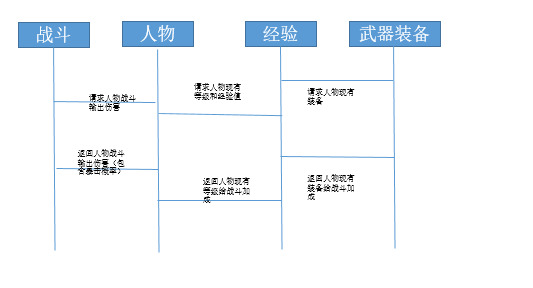 战斗
人物
经验
武器装备
请求人物战斗
输出伤害
请求人物现有
等级和经验值
请求人物现有
装备
返回人物战斗
输出伤害（包
含暴击概率）
返回人物现有
等级给战斗加
成
返回人物现有
装备给战斗加
成